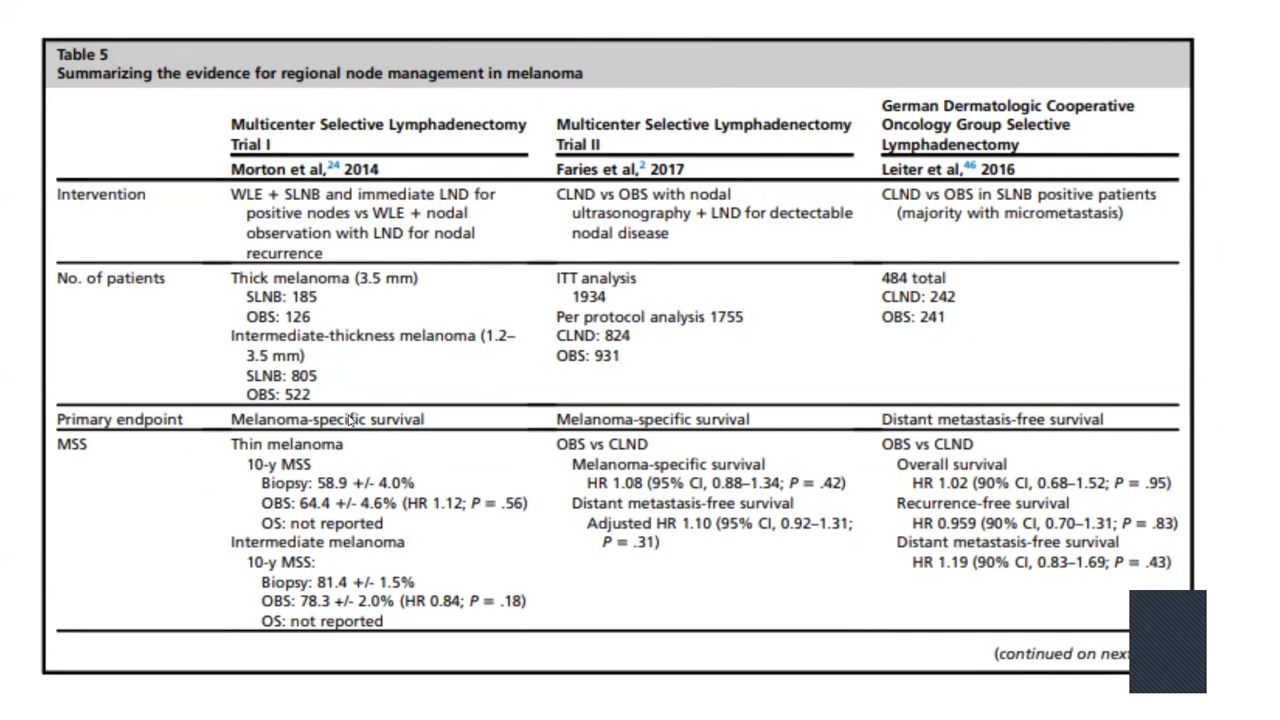 Table 5
Summarizing the evidence for regional node management in melanoma
Multicenter Selective Lymphadenectomy
Trial I
Multicenter Selective Lymphadenectomy
Trial II
German Dermatologic Cooperative
Oncology Group Selective
Lymphadenectomy
Morton et al,24 2014
Faries et al,2 2017
Leiter et al,46 2016
Intervention
WLE + SLNB and immediate LND for
positive nodes vs WLE + nodal
observation with LND for nodal
recurrence
CLND vs OBS with nodal
ultrasonography + LND for dectectable
nodal disease
CLND vs OBS in SLNB positive patients
(majority with micrometastasis)
No. of patients
Thick melanoma (3.5 mm)
SLNB: 185
OBS: 126
Intermediate-thickness melanoma (1.2–
3.5 mm)
SLNB: 805
OBS: 522
ITT analysis
1934
Per protocol analysis 1755
CLND: 824
OBS: 931
484 total
CLND: 242
OBS: 241
Primary endpoint
Melanoma-specific survival
Melanoma-specific survival
Distant metastasis-free survival
MSS
Thin melanoma
10-y MSS
Biopsy: 58.9 +/- 4.0%
OBS: 64.4 +/- 4.6% (HR 1.12; P = .56)
OS: not reported
Intermediate melanoma
10-y MSS:
Biopsy: 81.4 +/- 1.5%
OBS: 78.3 +/- 2.0% (HR 0.84; P = .18)
OS: not reported
OBS vs CLND
Melanoma-specific survival
HR 1.08 (95% CI, 0.88–1.34; P = .42)
Distant metastasis-free survival
Adjusted HR 1.10 (95% CI, 0.92–1.31;
P = .31)
OBS vs CLND
Overall survival
HR 1.02 (90% CI, 0.68–1.52; P = .95)
Recurrence-free survival
HR 0.959 (90% CI, 0.70–1.31; P = .83)
Distant metastasis-free survival
HR 1.19 (90% CI, 0.83–1.69; P = .43)
(continued on next